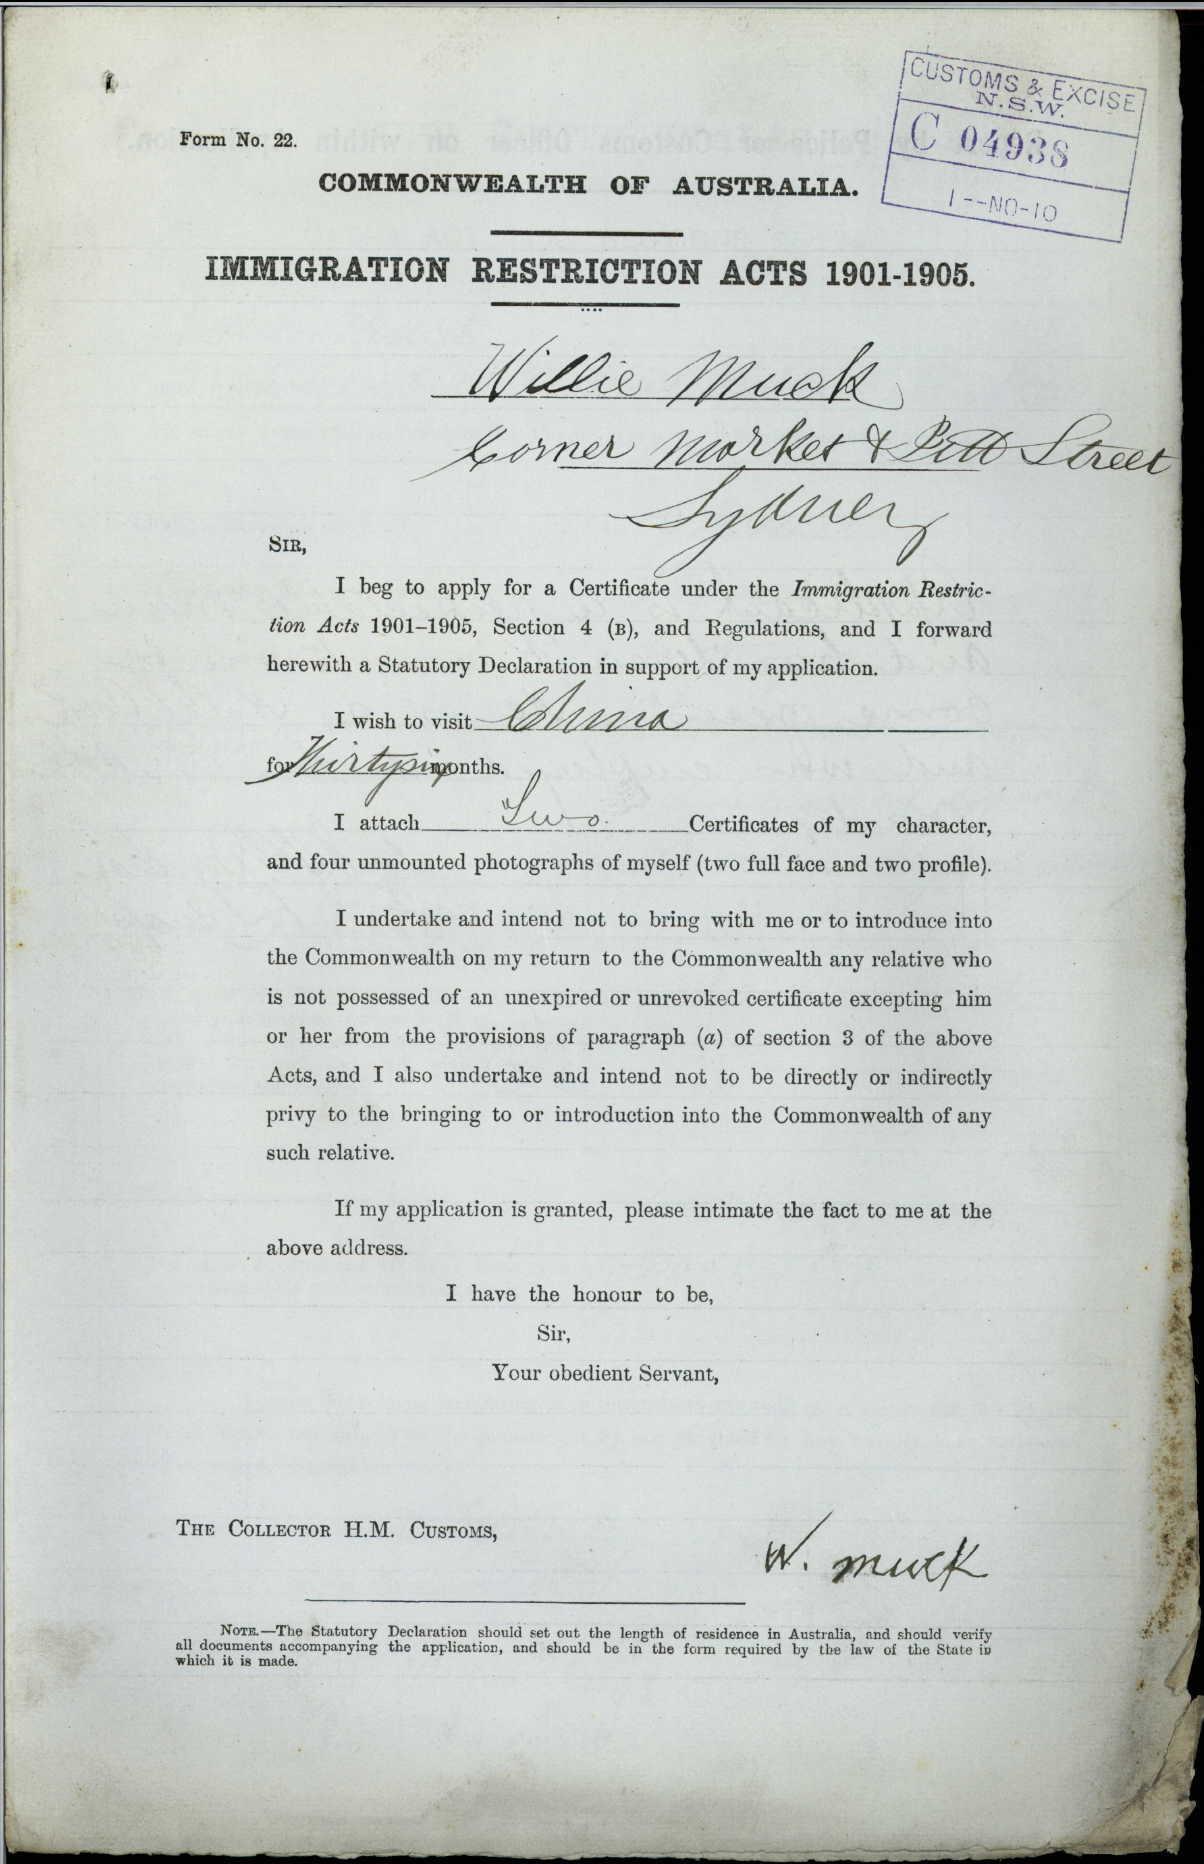 CUSTOMS & EXCISE
N.S.W.
C 04938
1--NO-10
Form No. 22.
COMMONWEALTH OF AUSTRALIA.
IMMIGRATION RESTRICTION ACTS 1901-1905.
Willie Muck
Corner Market & Pitt Street
Sydney
SIR,
I beg to apply for a Certificate under the Immigration Restric-
tion Acts 1901–1905, Section 4 (B), and Regulations, and I forward
herewith a Statutory Declaration in support of my application.
I wish to visit China
for Thirtysix months.
I attach Two Certificates of my character,
and four unmounted photographs of myself (two full face and two profile).
I undertake and intend not to bring with me or to introduce into
the Commonwealth on my return to the Commonwealth any relative who
is not possessed of an unexpired or unrevoked certificate excepting him
or her from the provisions of paragraph (a) of section 3 of the above
Acts, and I also undertake and intend not to be directly or indirectly
privy to the bringing to or introduction into the Commonwealth of any
such relative.
If my application is granted, please intimate the fact to me at the
above address.
I have the honour to be,
Sir,
Your obedient Servant,
THE COLLECTOR H.M. CUSTOMS,
W. Muck
NOTE.—The Statutory Declaration should set out the length of residence in Australia, and should verify
all documents accompanying the application, and should be in the form required by the law of the State in
which it is made.